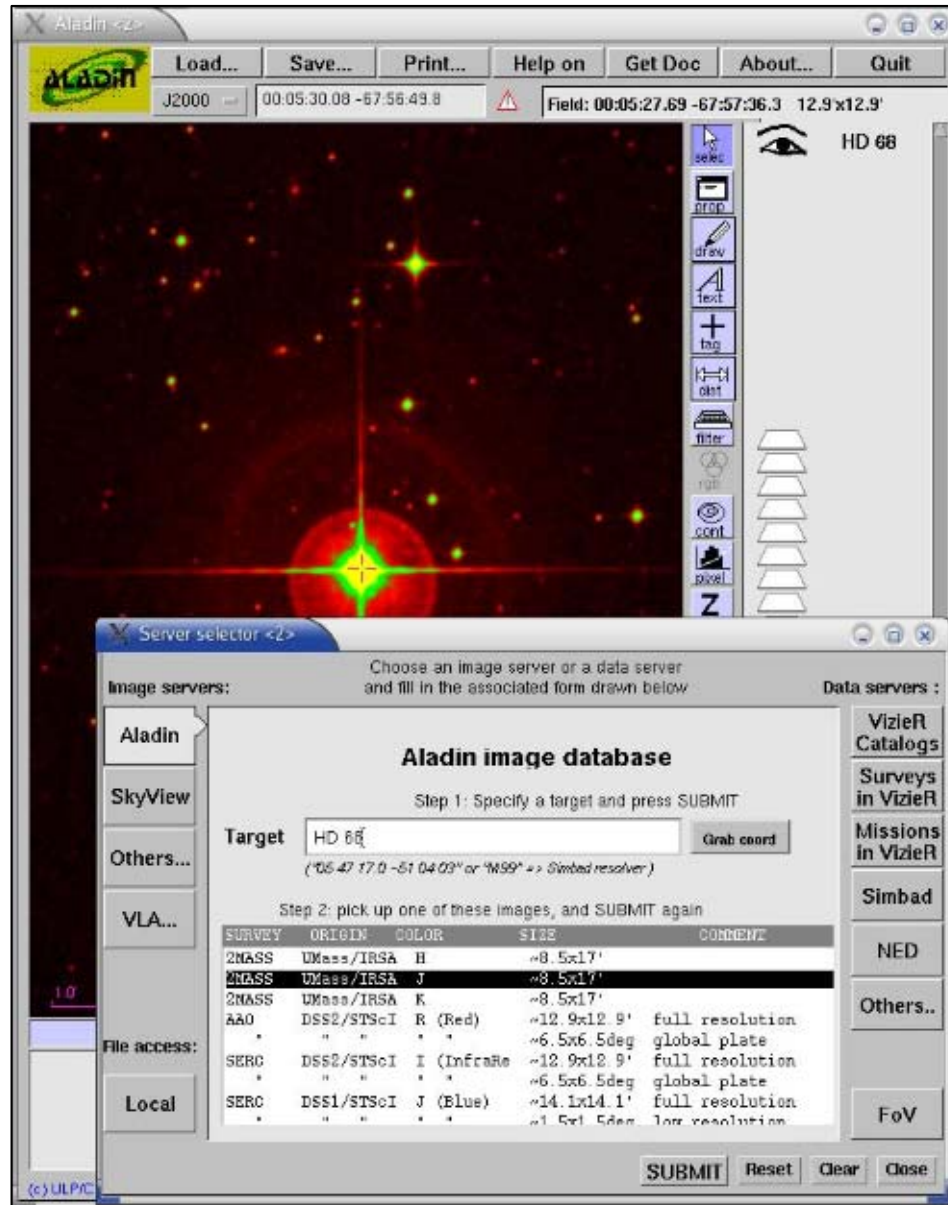 Aladin <2>
ALADIN
Load... Save... Print... Help on Get Doc About... Quit
J2000 00:05:30.08 -67:56:49.8 Field: 00:05:27.69 -67:57:36.3 12.9'x12.9'
HD 68
selec
prop
draw
text
tag
dist
filter
rgb
cont
pixel
Z
Server selector <2>
Choose an image server or a data server
Image servers: and fill in the associated form drawn below Data servers :
Aladin
SkyView
Others...
VLA...
File access:
Local
Aladin image database
Step 1: Specify a target and press SUBMIT
Target HD 68 Grab coord
("05 47 17.0 -51 04 03" or "M99" => Simbad resolver )
Step 2: pick up one of these images, and SUBMIT again
SURVEY ORIGIN COLOR SIZE COMMENT
2MASS UMass/IRSA H ~8.5x17'
2MASS UMass/IRSA J ~8.5x17'
2MASS UMass/IRSA K ~8.5x17'
AAO DSS2/STScI R (Red) ~12.9x12.9' full resolution
" " " " " ~6.5x6.5deg global plate
SERC DSS2/STScI I (InfraRe ~12.9x12.9' full resolution
" " " " " ~6.5x6.5deg global plate
SERC DSS1/STScI J (Blue) ~14.1x14.1' full resolution
" " " " " ~1.5x1.5deg low resolution
VizieR
Catalogs
Surveys
in VizieR
Missions
in VizieR
Simbad
NED
Others..
FoV
SUBMIT Reset Clear Close
(c) ULP/C